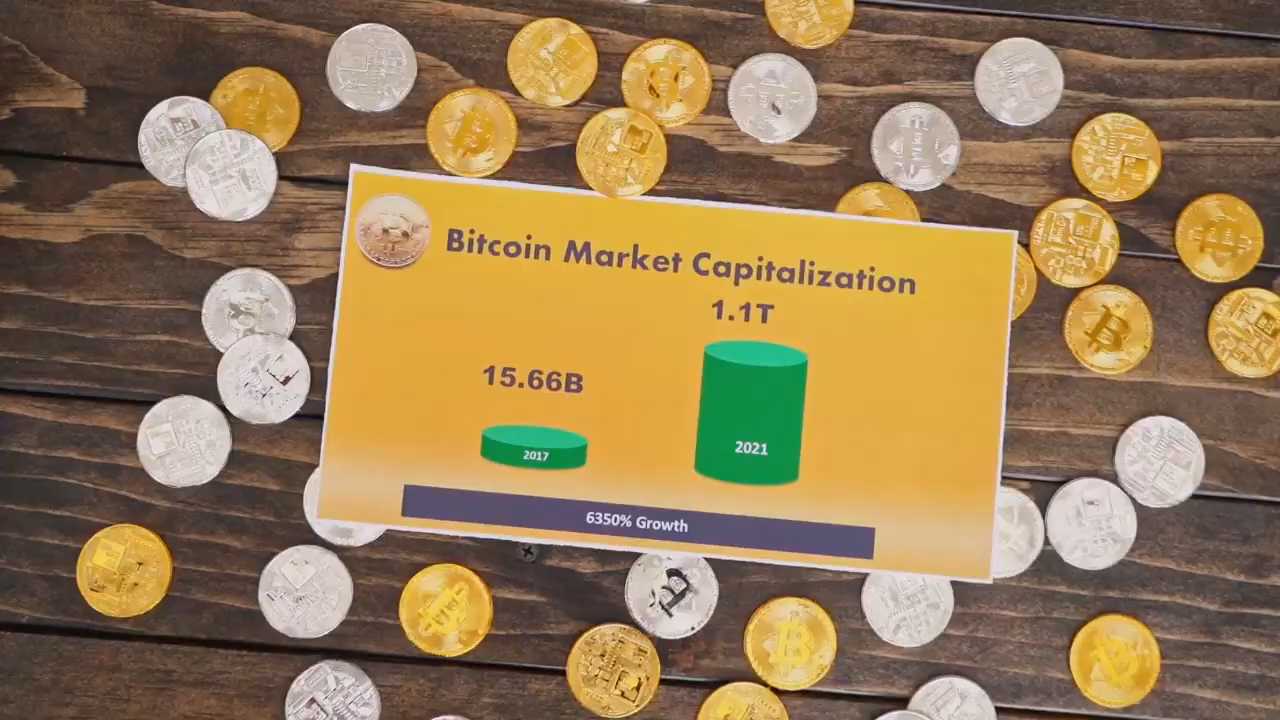 Bitcoin Market Capitalization
1.1T
15.66B
2017
2021
6350% Growth